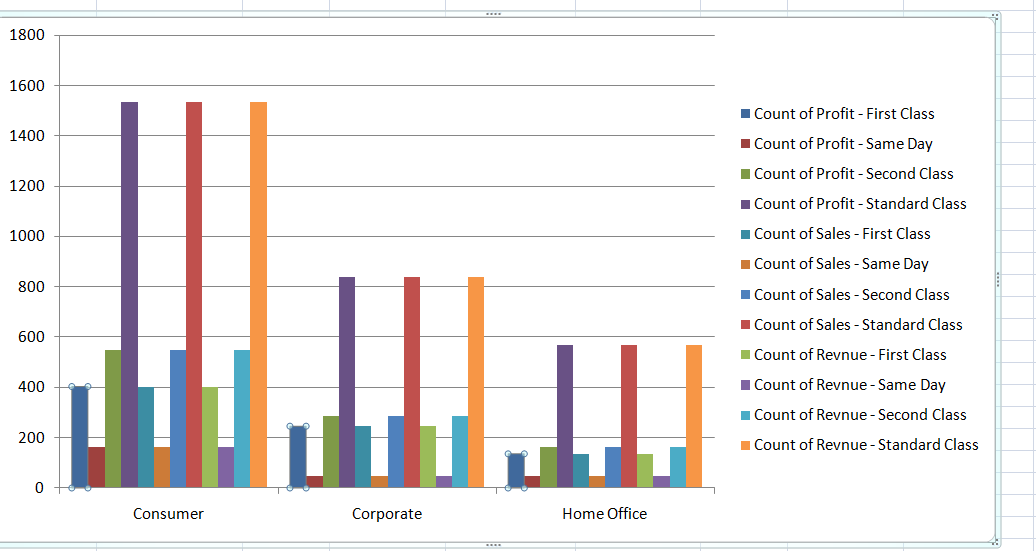 1800
1600
1400
1200
1000
800
600
400
200
0
Consumer
Corporate
Home Office
Count of Profit - First Class
Count of Profit - Same Day
Count of Profit - Second Class
Count of Profit - Standard Class
Count of Sales - First Class
Count of Sales - Same Day
Count of Sales - Second Class
Count of Sales - Standard Class
Count of Revnue - First Class
Count of Revnue - Same Day
Count of Revnue - Second Class
Count of Revnue - Standard Class